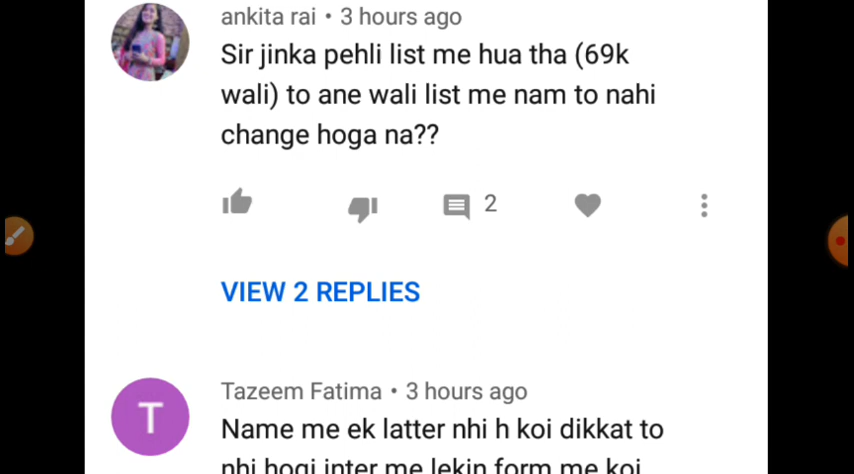 ankita rai • 3 hours ago
Sir jinka pehli list me hua tha (69k
wali) to ane wali list me nam to nahi
change hoga na??
2
VIEW 2 REPLIES
T
Tazeem Fatima • 3 hours ago
Name me ek latter nhi h koi dikkat to
nhi hogi inter me lekin form me koi